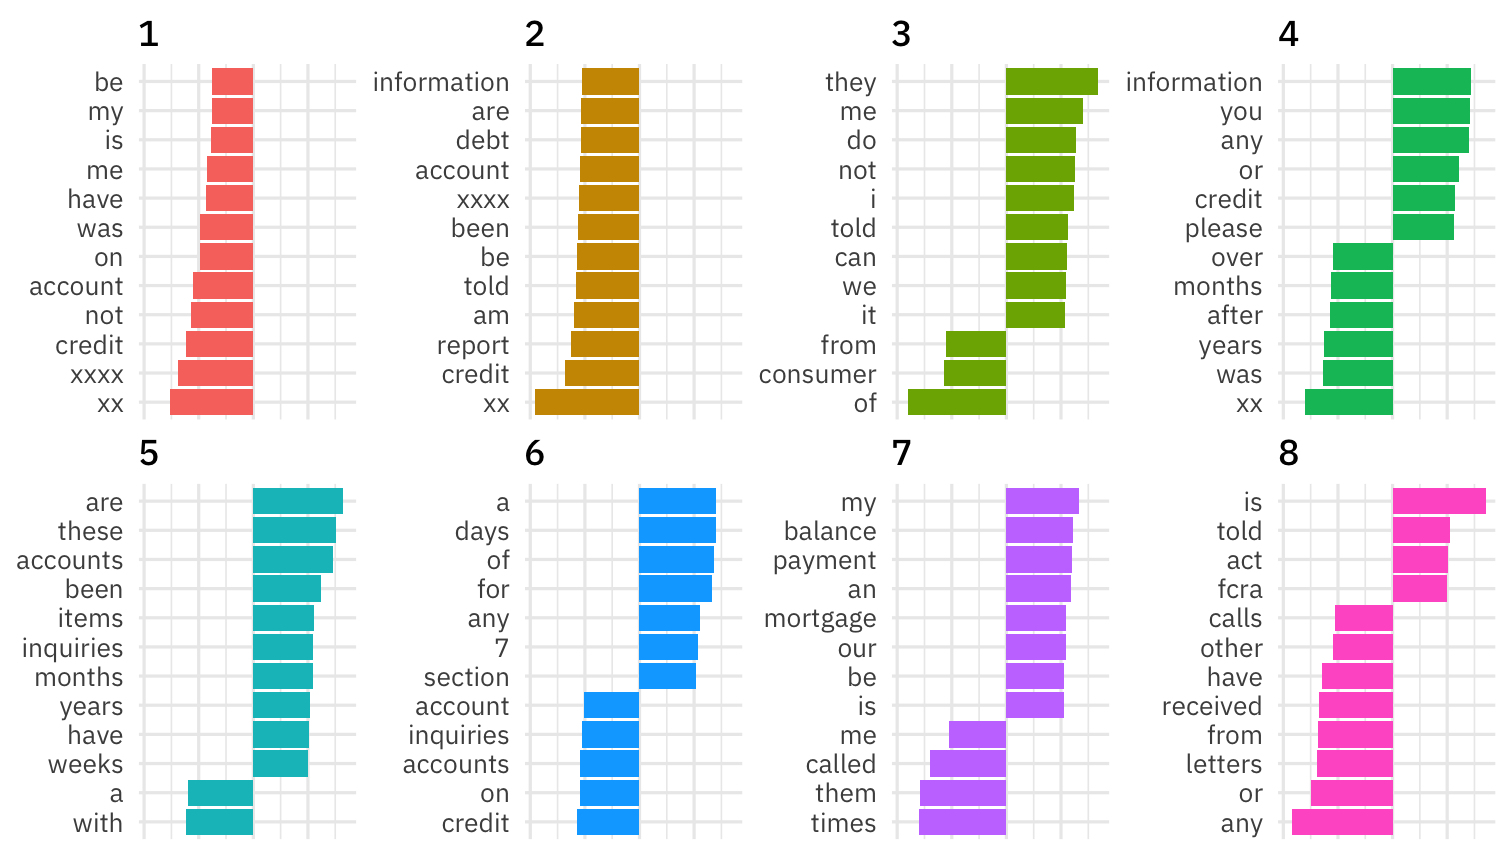 1
be
my
is
me
have
was
on
account
not
credit
xxxx
xx
2
information
are
debt
account
xxxx
been
be
told
am
report
credit
xx
3
they
me
do
not
i
told
can
we
it
from
consumer
of
4
information
you
any
or
credit
please
over
months
after
years
was
xx
5
are
these
accounts
been
items
inquiries
months
years
have
weeks
a
with
6
a
days
of
for
any
7
section
account
inquiries
accounts
on
credit
7
my
balance
payment
an
mortgage
our
be
is
me
called
them
times
8
is
told
act
fcra
calls
other
have
received
from
letters
or
any